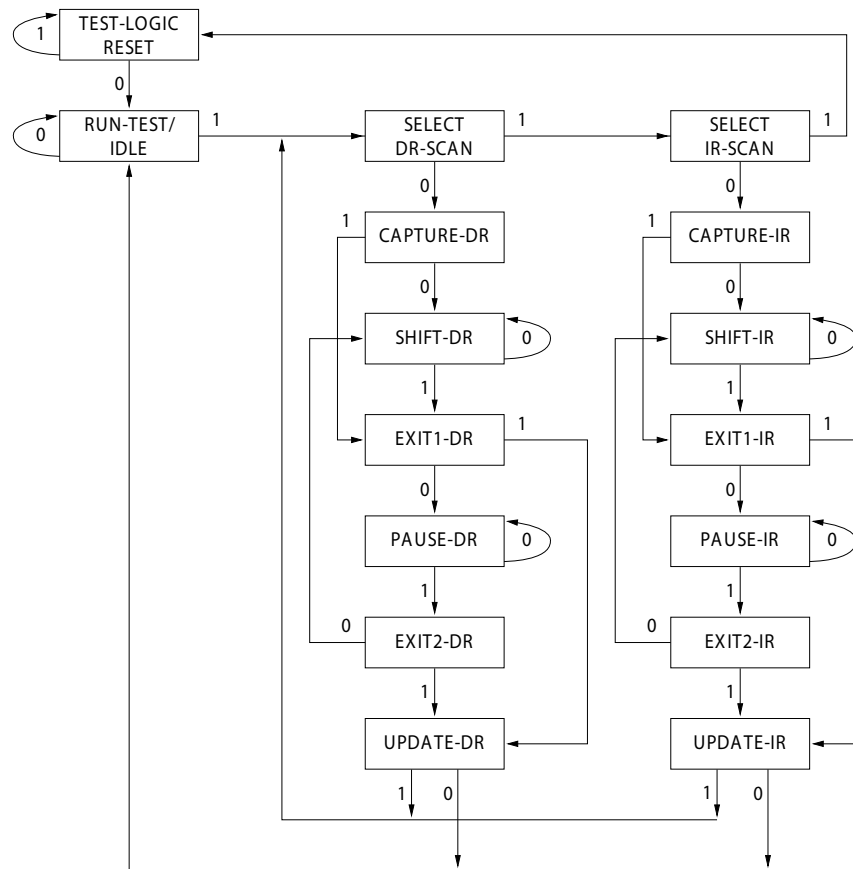 TEST-LOGIC
RESET
1
0
RUN-TEST/
IDLE
0
1
SELECT
DR-SCAN
1
SELECT
IR-SCAN
1
0
0
1
CAPTURE-DR
1
CAPTURE-IR
0
0
SHIFT-DR
0
SHIFT-IR
0
1
1
EXIT1-DR
1
EXIT1-IR
1
0
0
PAUSE-DR
0
PAUSE-IR
0
1
1
0
EXIT2-DR
0
EXIT2-IR
1
1
UPDATE-DR
UPDATE-IR
1
0
1
0